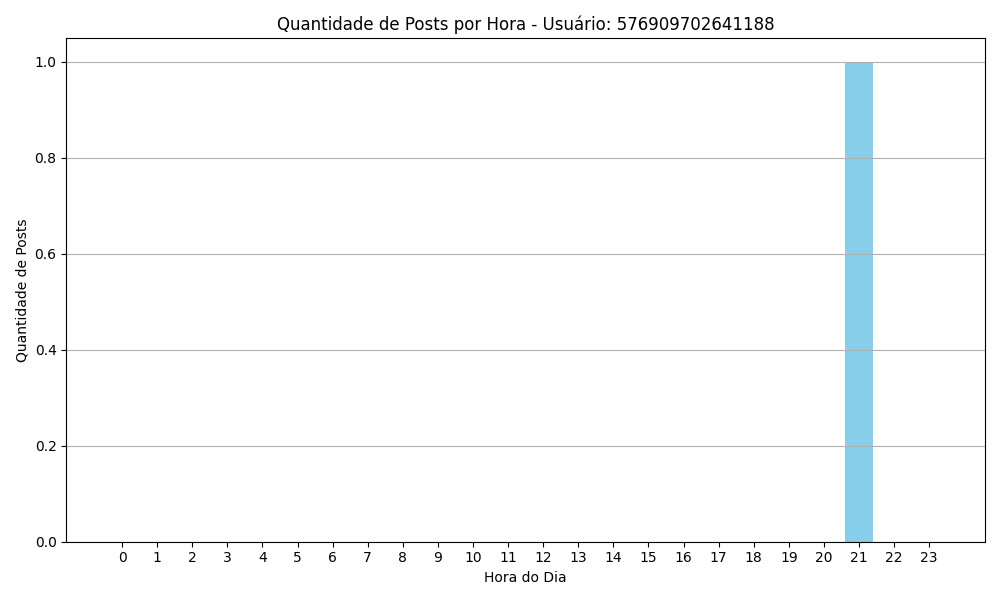 Quantidade de Posts por Hora - Usuário: 576909702641188
Quantidade de Posts
1.0
0.8
0.6
0.4
0.2
0.0
0 1 2 3 4 5 6 7 8 9 10 11 12 13 14 15 16 17 18 19 20 21 22 23
Hora do Dia